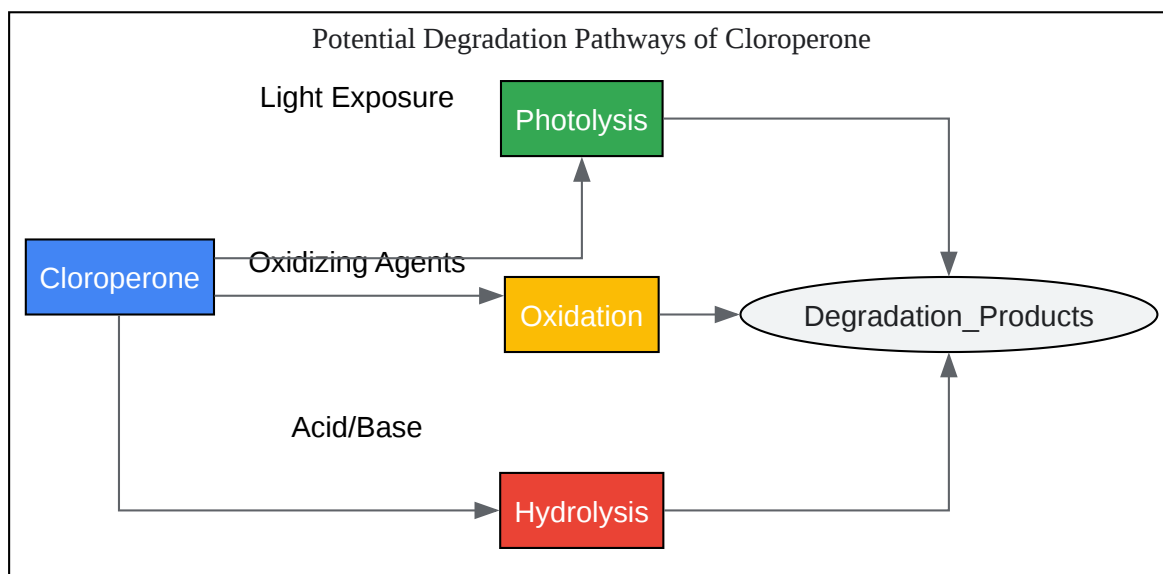 Potential Degradation Pathways of Cloroperone
Light Exposure
Photolysis
Cloroperone
Oxidizing Agents
Oxidation
Degradation_Products
Acid/Base
Hydrolysis